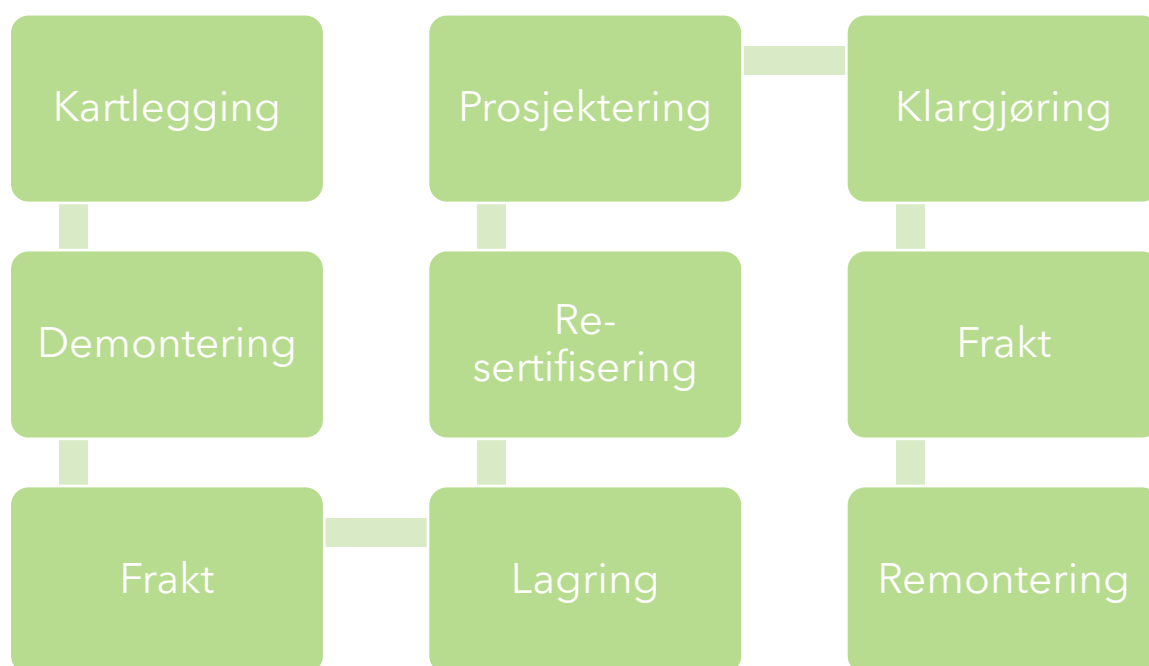 Kartlegging
Demontering
Frakt
Lagring
Re-
sertifisering
Prosjektering
Klargjøring
Frakt
Remontering